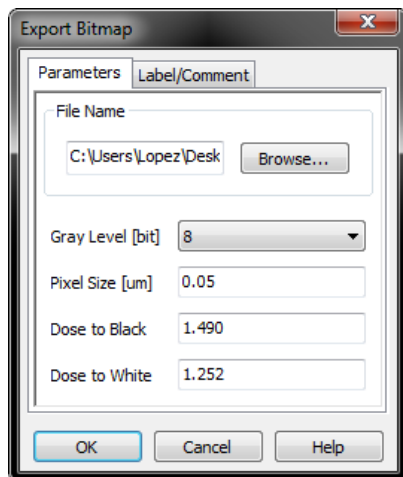 Export Bitmap
Parameters Label/Comment
File Name
C:\Users\Lopez\Desk Browse...
Gray Level [bit] 8
Pixel Size [um] 0.05
Dose to Black 1.490
Dose to White 1.252
OK Cancel Help